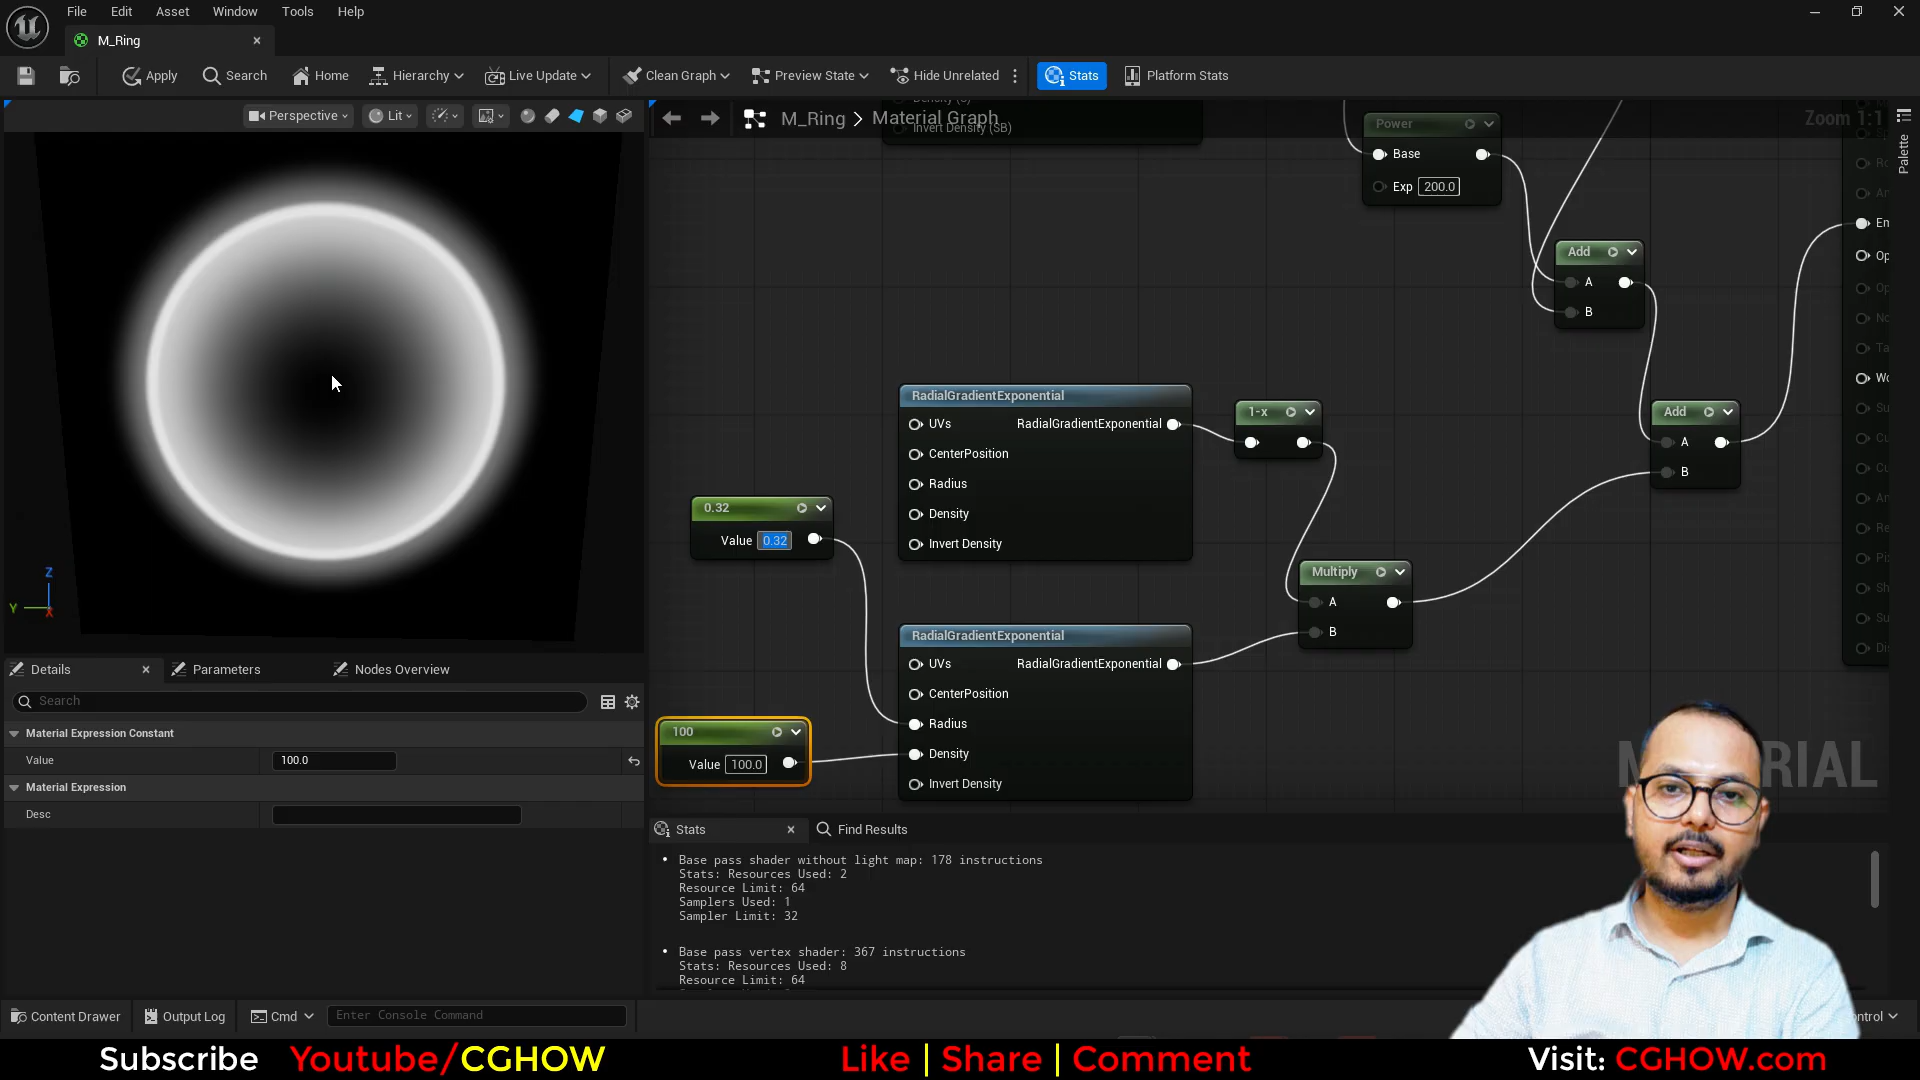 File Edit Asset Window Tools Help
M_Ring
Apply Search Home Hierarchy Live Update Clean Graph Preview State Hide Unrelated Stats Platform Stats
Perspective Lit
M_Ring > Material Graph
Zoom 1:1
Palette
Invert Density (SB)
Power
Base
Exp 200.0
Add
A
B
Add
A
B
RadialGradientExponential
UVs RadialGradientExponential
CenterPosition
Radius
Density
Invert Density
1-x
0.32
Value 0.32
Multiply
A
B
RadialGradientExponential
UVs RadialGradientExponential
CenterPosition
Radius
Density
Invert Density
100
Value 100.0
Z
Y
X
Details Parameters Nodes Overview
Search
Material Expression Constant
Value 100.0
Material Expression
Desc
Stats Find Results
Base pass shader without light map: 178 instructions
Stats: Resources Used: 2
Resource Limit: 64
Samplers Used: 1
Sampler Limit: 32
Base pass vertex shader: 367 instructions
Stats: Resources Used: 8
Resource Limit: 64
Content Drawer Output Log Cmd Enter Console Command
Subscribe Youtube/CGHOW Like | Share | Comment Visit: CGHOW.com